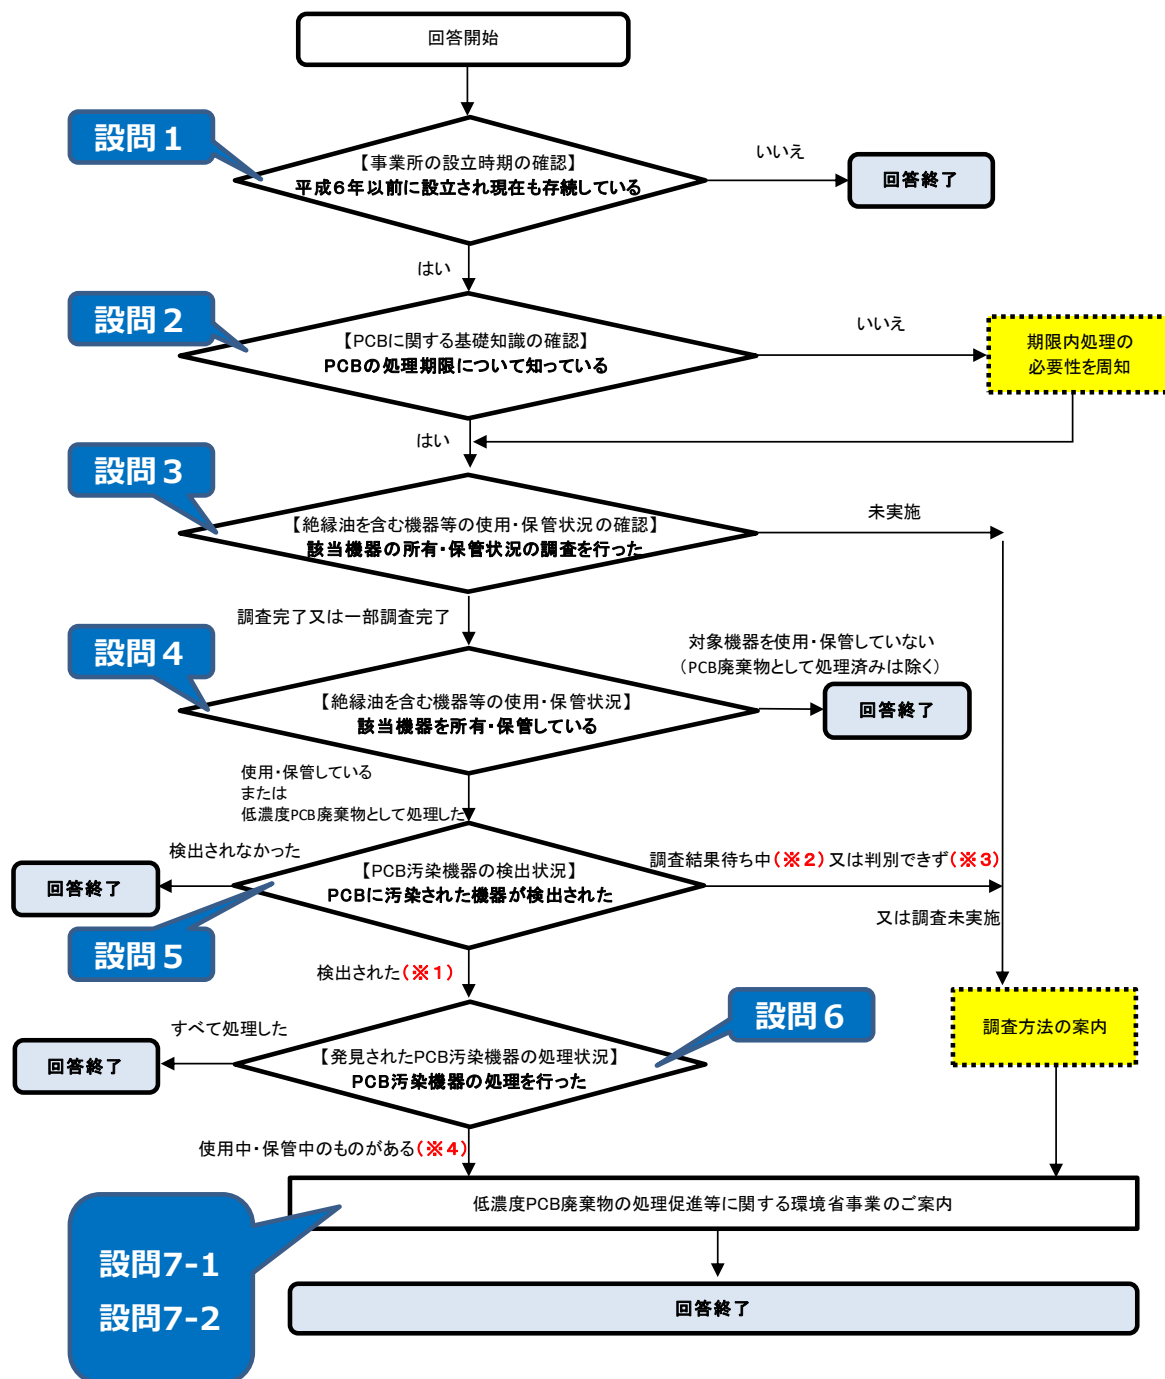 回答開始
設問１
【事業所の設立時期の確認】
平成６年以前に設立され現在も存続している
いいえ
回答終了
はい
設問２
【PCBに関する基礎知識の確認】
PCBの処理期限について知っている
いいえ
期限内処理の
必要性を周知
はい
設問３
【絶縁油を含む機器等の使用・保管状況の確認】
該当機器の所有・保管状況の調査を行った
未実施
調査完了又は一部調査完了
設問４
【絶縁油を含む機器等の使用・保管状況】
該当機器を所有・保管している
対象機器を使用・保管していない
（PCB廃棄物として処理済みは除く）
回答終了
使用・保管している
または
低濃度PCB廃棄物として処理した
検出されなかった
回答終了
【PCB汚染機器の検出状況】
PCBに汚染された機器が検出された
調査結果待ち中（※２）又は判別できず（※３）
又は調査未実施
設問５
検出された（※１）
設問６
すべて処理した
回答終了
【発見されたPCB汚染機器の処理状況】
PCB汚染機器の処理を行った
調査方法の案内
使用中・保管中のものがある（※４）
設問7-1
設問7-2
低濃度PCB廃棄物の処理促進等に関する環境省事業のご案内
回答終了